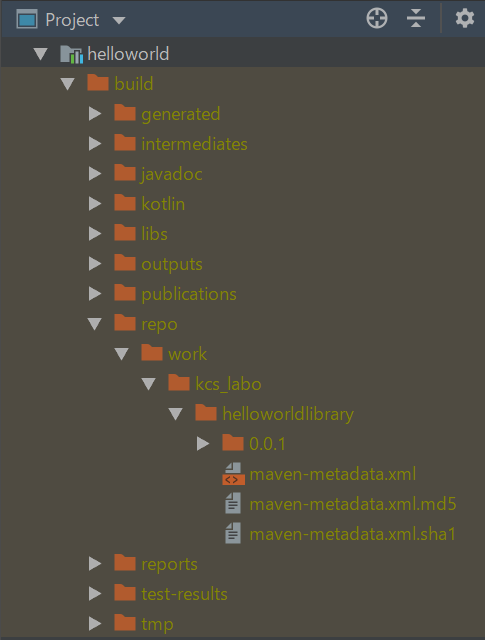 Project
helloworld
build
generated
intermediates
javadoc
kotlin
libs
outputs
publications
repo
work
kcs_labo
helloworldlibrary
0.0.1
maven-metadata.xml
maven-metadata.xml.md5
maven-metadata.xml.sha1
reports
test-results
tmp